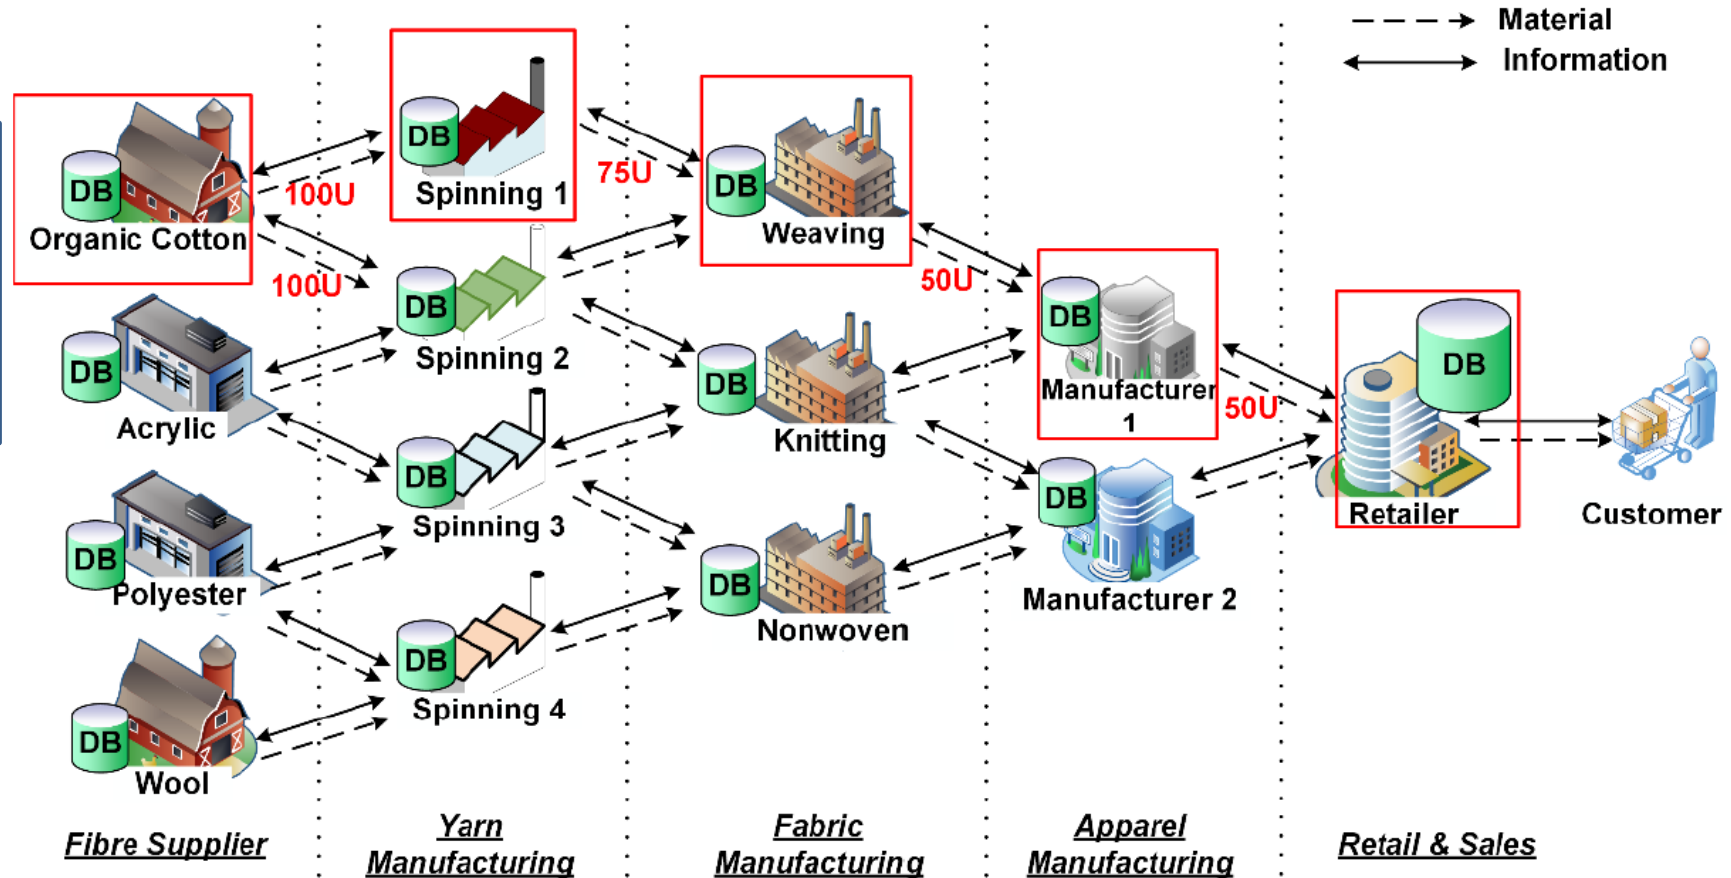 Material
Information
DB
Organic Cotton
100U
100U
DB
Spinning 1
75U
DB
Weaving
50U
DB
Spinning 2
DB
Acrylic
DB
Manufacturer
1
50U
DB
Retailer
Customer
DB
Knitting
DB
Spinning 3
DB
Manufacturer 2
DB
Polyester
DB
Nonwoven
DB
Spinning 4
DB
Wool
Fibre Supplier
Yarn
Manufacturing
Fabric
Manufacturing
Apparel
Manufacturing
Retail & Sales